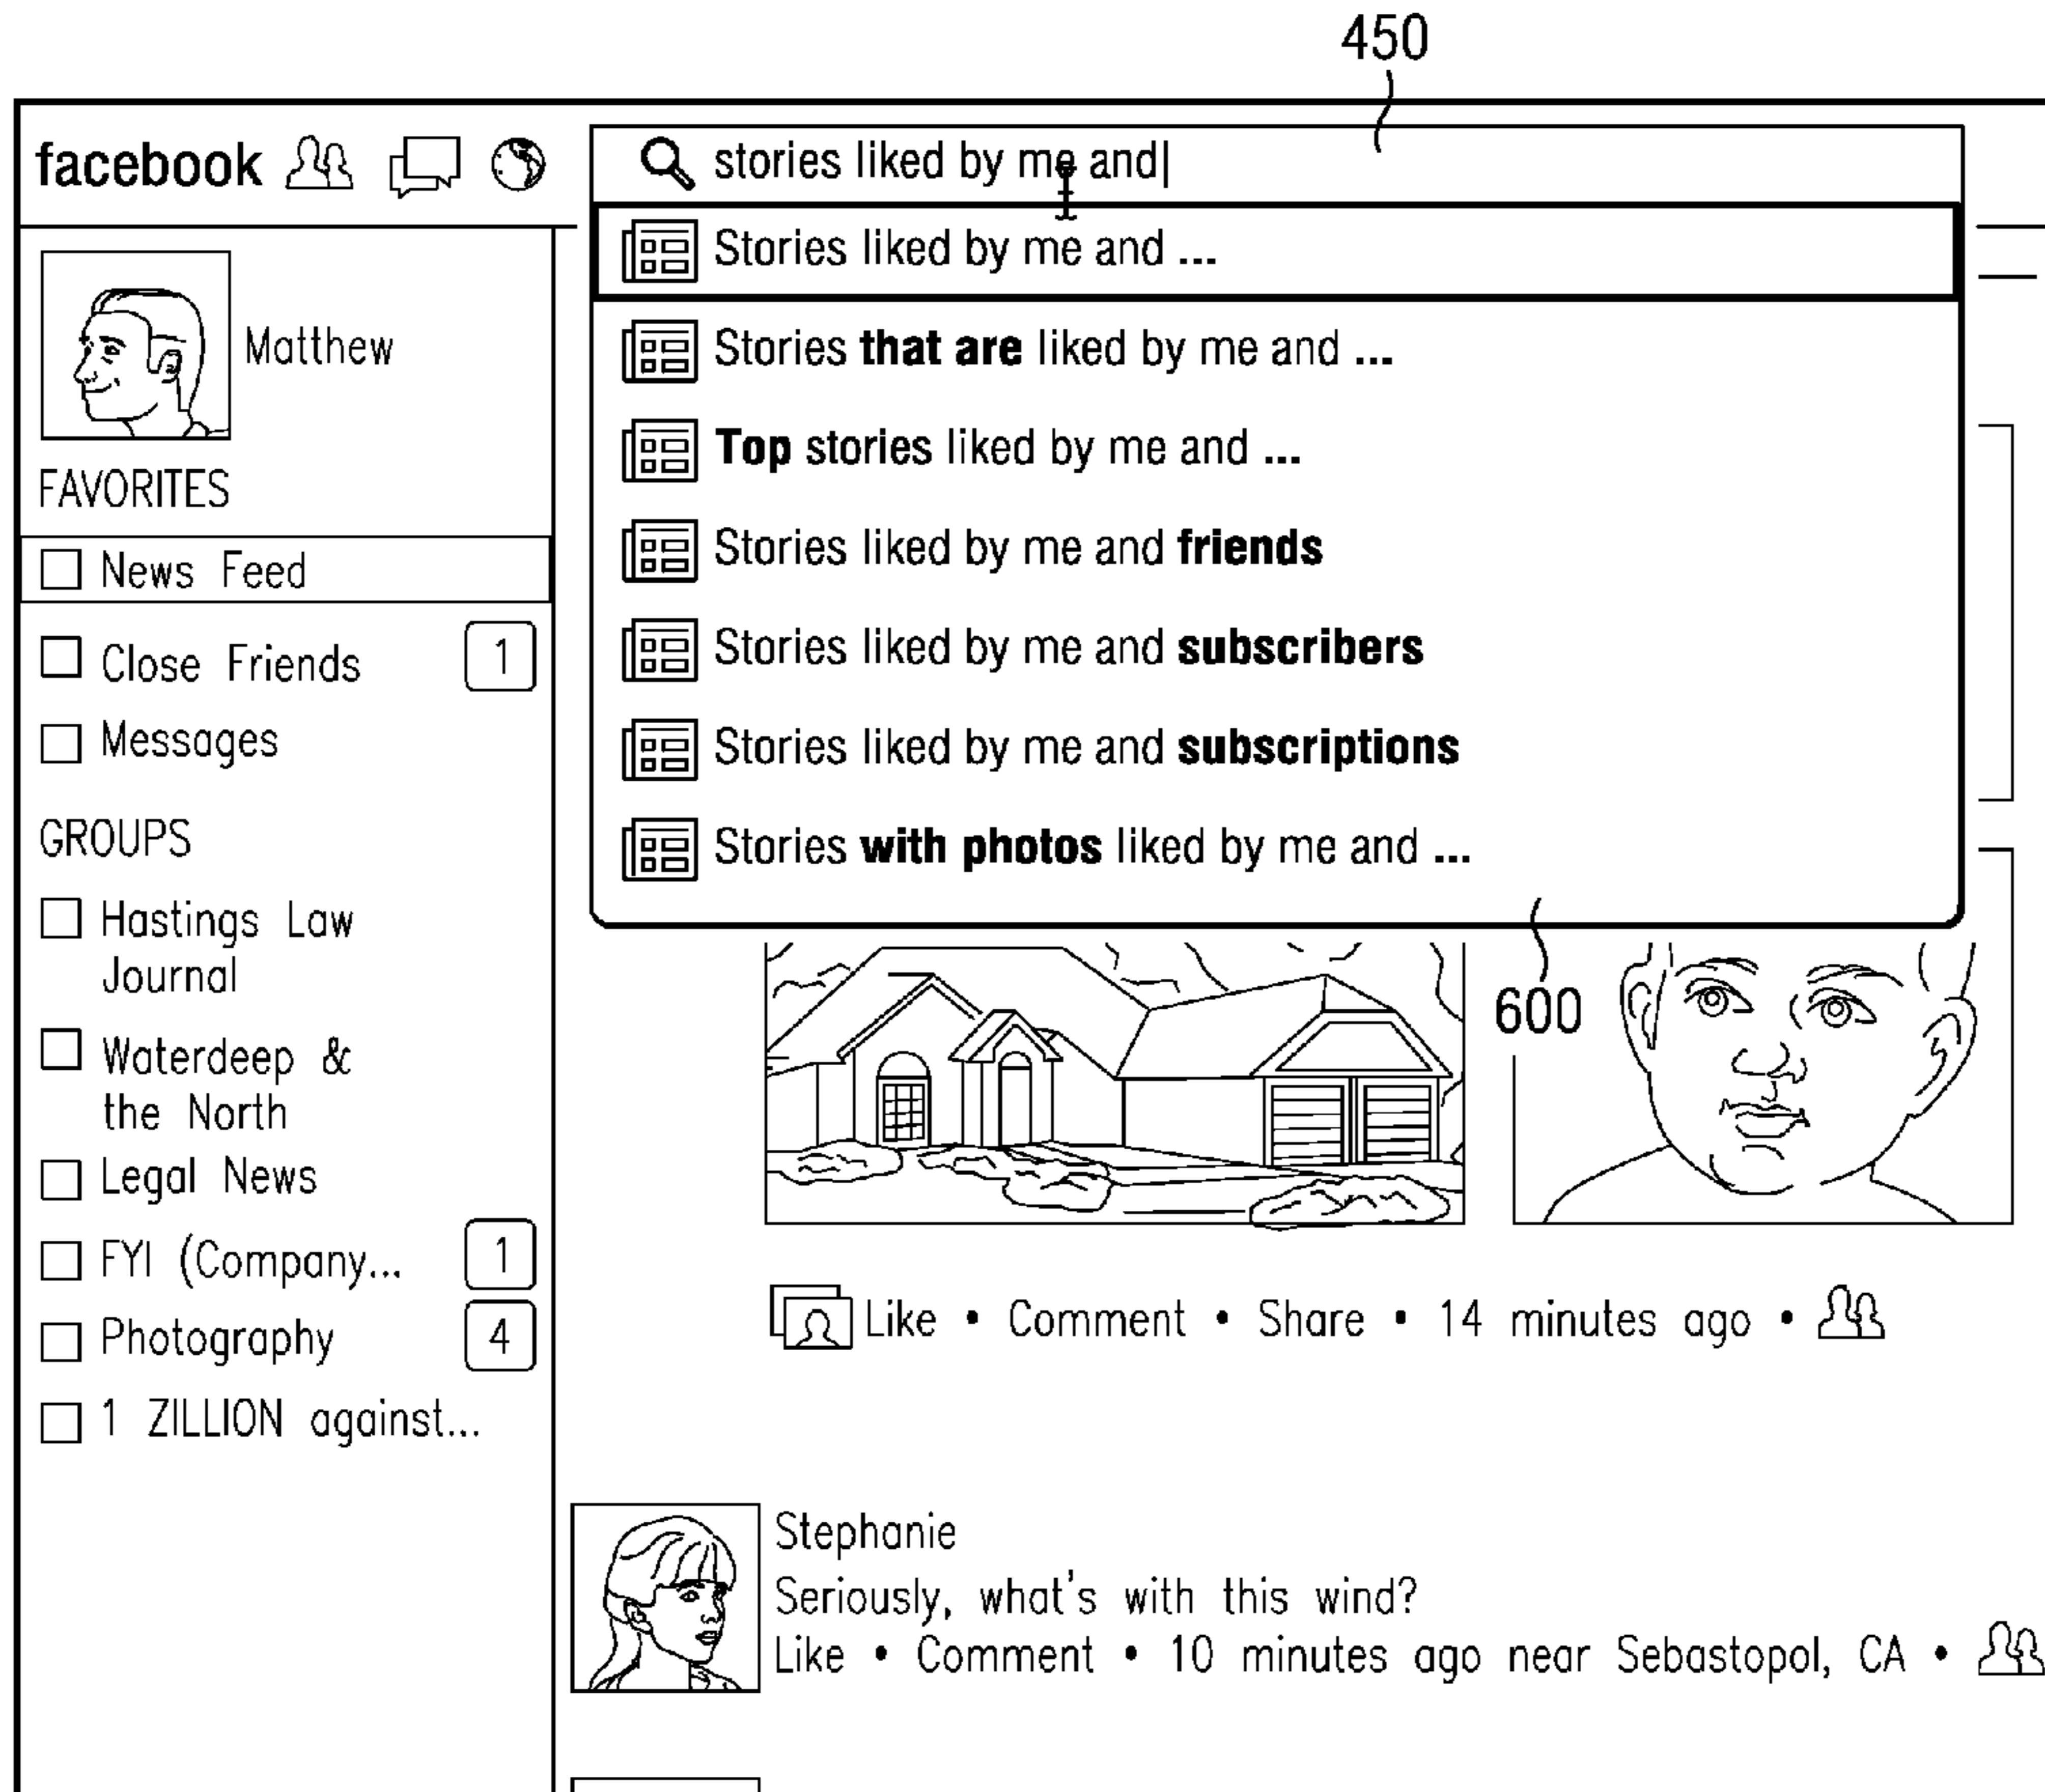 450
facebook
stories liked by me and
Stories liked by me and ...
Stories that are liked by me and ...
Top stories liked by me and ...
Stories liked by me and friends
Stories liked by me and subscribers
Stories liked by me and subscriptions
Stories with photos liked by me and ...
600
Matthew
FAVORITES
News Feed
Close Friends 1
Messages
GROUPS
Hastings Law
Journal
Waterdeep &
the North
Legal News
FYI (Company... 1
Photography 4
1 ZILLION against...
Like • Comment • Share • 14 minutes ago •
Stephanie
Seriously, what's with this wind?
Like • Comment • 10 minutes ago near Sebastopol, CA •